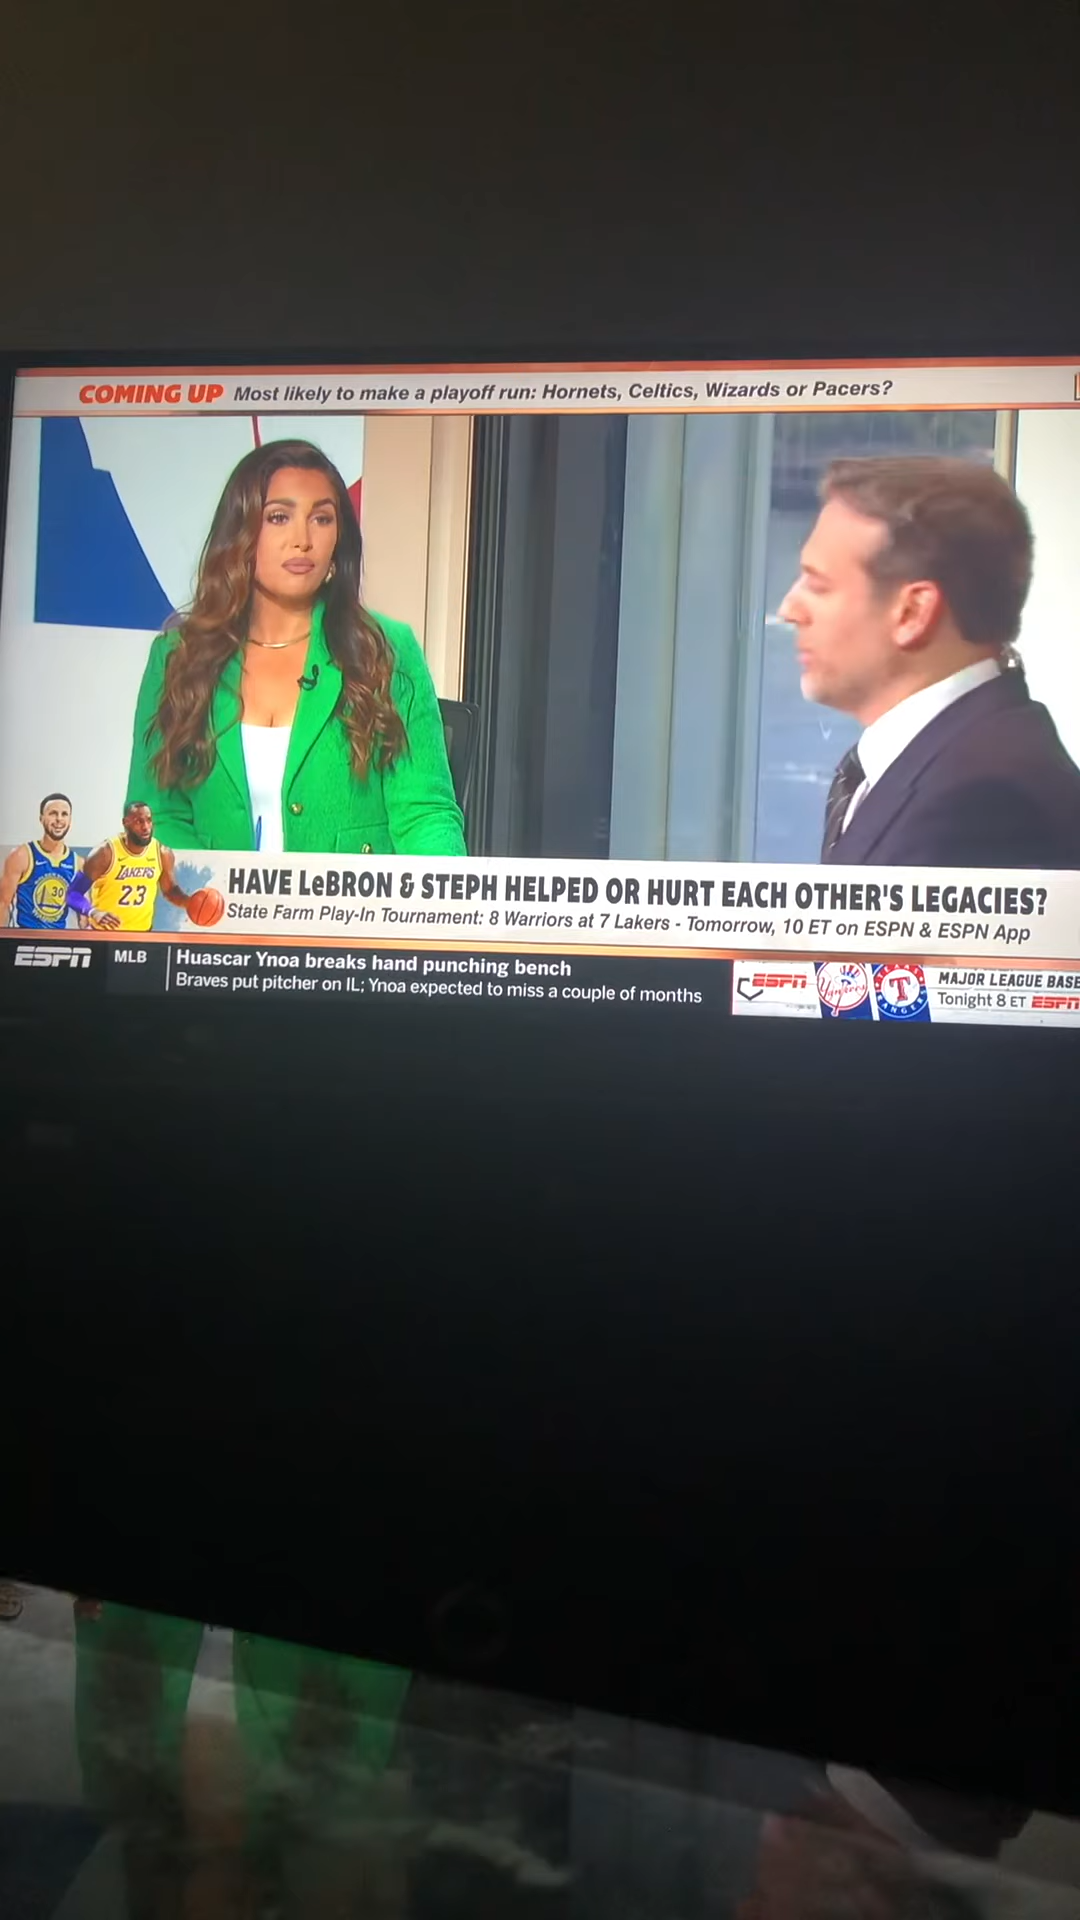 COMING UP Most likely to make a playoff run: Hornets, Celtics, Wizards or Pacers?
30
LAKERS
23
HAVE LeBRON & STEPH HELPED OR HURT EACH OTHER'S LEGACIES?
State Farm Play-In Tournament: 8 Warriors at 7 Lakers - Tomorrow, 10 ET on ESPN & ESPN App
ESPN MLB
Huascar Ynoa breaks hand punching bench
Braves put pitcher on IL; Ynoa expected to miss a couple of months
ESPN
Yankees
T
RANGERS
MAJOR LEAGUE BASE
Tonight 8 ET ESPN